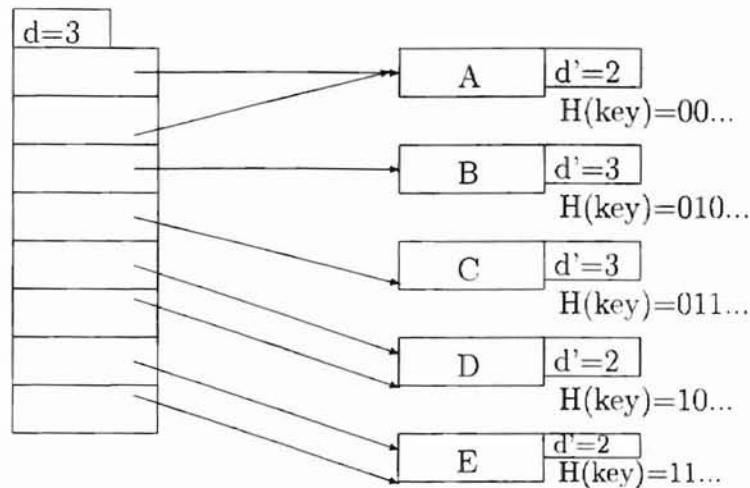 d=3
A
d'=2
H(key)=00...
B
d'=3
H(key)=010...
C
d'=3
H(key)=011...
D
d'=2
H(key)=10...
E
d'=2
H(key)=11...